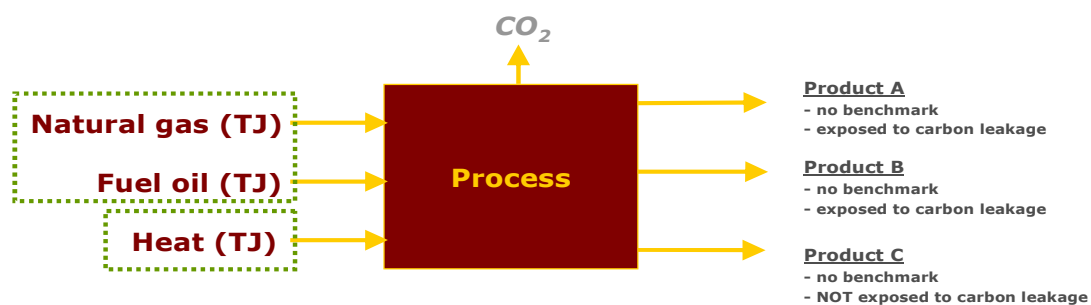 CO2
Natural gas (TJ)
Fuel oil (TJ)
Heat (TJ)
Process
Product A
- no benchmark
- exposed to carbon leakage
Product B
- no benchmark
- exposed to carbon leakage
Product C
- no benchmark
- NOT exposed to carbon leakage